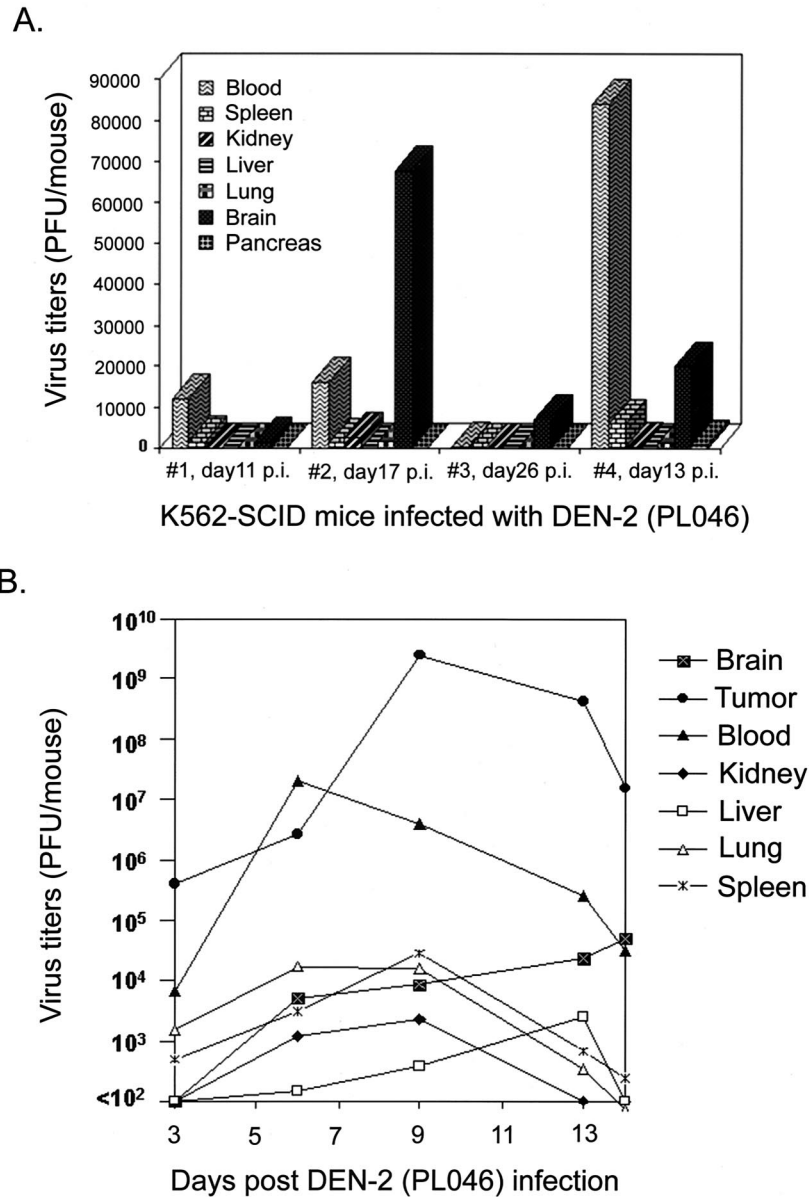 A.
Virus titers (PFU/mouse)
90000
80000
70000
60000
50000
40000
30000
20000
10000
0
Blood
Spleen
Kidney
Liver
Lung
Brain
Pancreas
#1, day11 p.i.
#2, day17 p.i.
#3, day26 p.i.
#4, day13 p.i.
K562-SCID mice infected with DEN-2 (PL046)
B.
Virus titers (PFU/mouse)
10¹⁰
10⁹
10⁸
10⁷
10⁶
10⁵
10⁴
10³
<10²
3 5 7 9 11 13
Days post DEN-2 (PL046) infection
Brain
Tumor
Blood
Kidney
Liver
Lung
Spleen